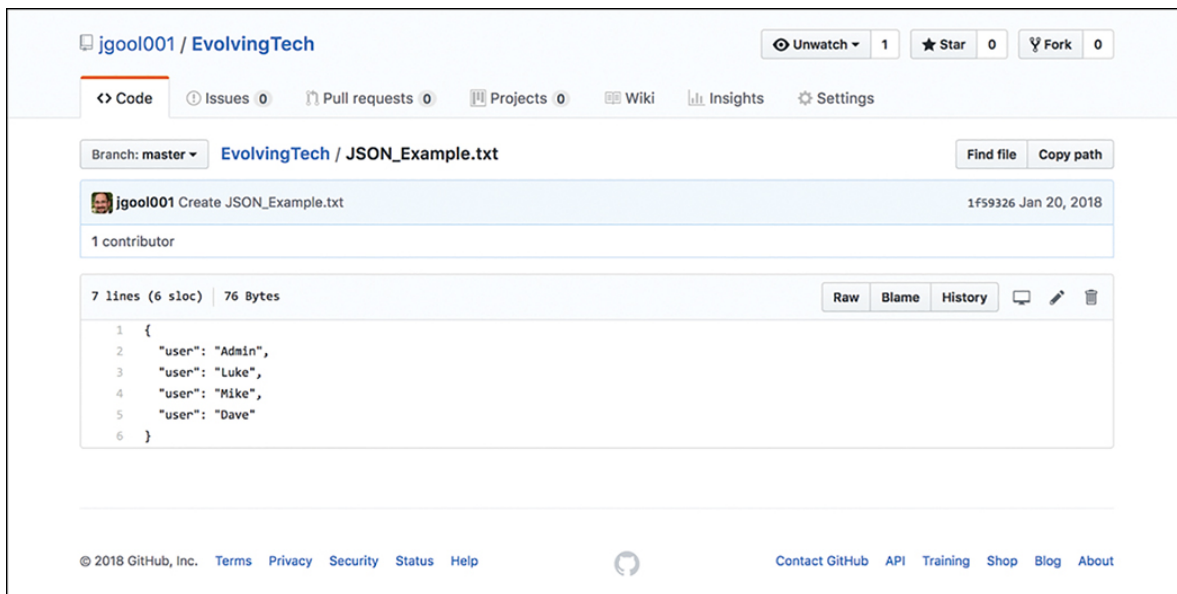 jgool001 / EvolvingTech
Unwatch 1 Star 0 Fork 0
<> Code Issues 0 Pull requests 0 Projects 0 Wiki Insights Settings
Branch: master EvolvingTech / JSON_Example.txt Find file Copy path
jgool001 Create JSON_Example.txt 1f59326 Jan 20, 2018
1 contributor
7 lines (6 sloc) 76 Bytes Raw Blame History
1 {
2 "user": "Admin",
3 "user": "Luke",
4 "user": "Mike",
5 "user": "Dave"
6 }
© 2018 GitHub, Inc. Terms Privacy Security Status Help Contact GitHub API Training Shop Blog About